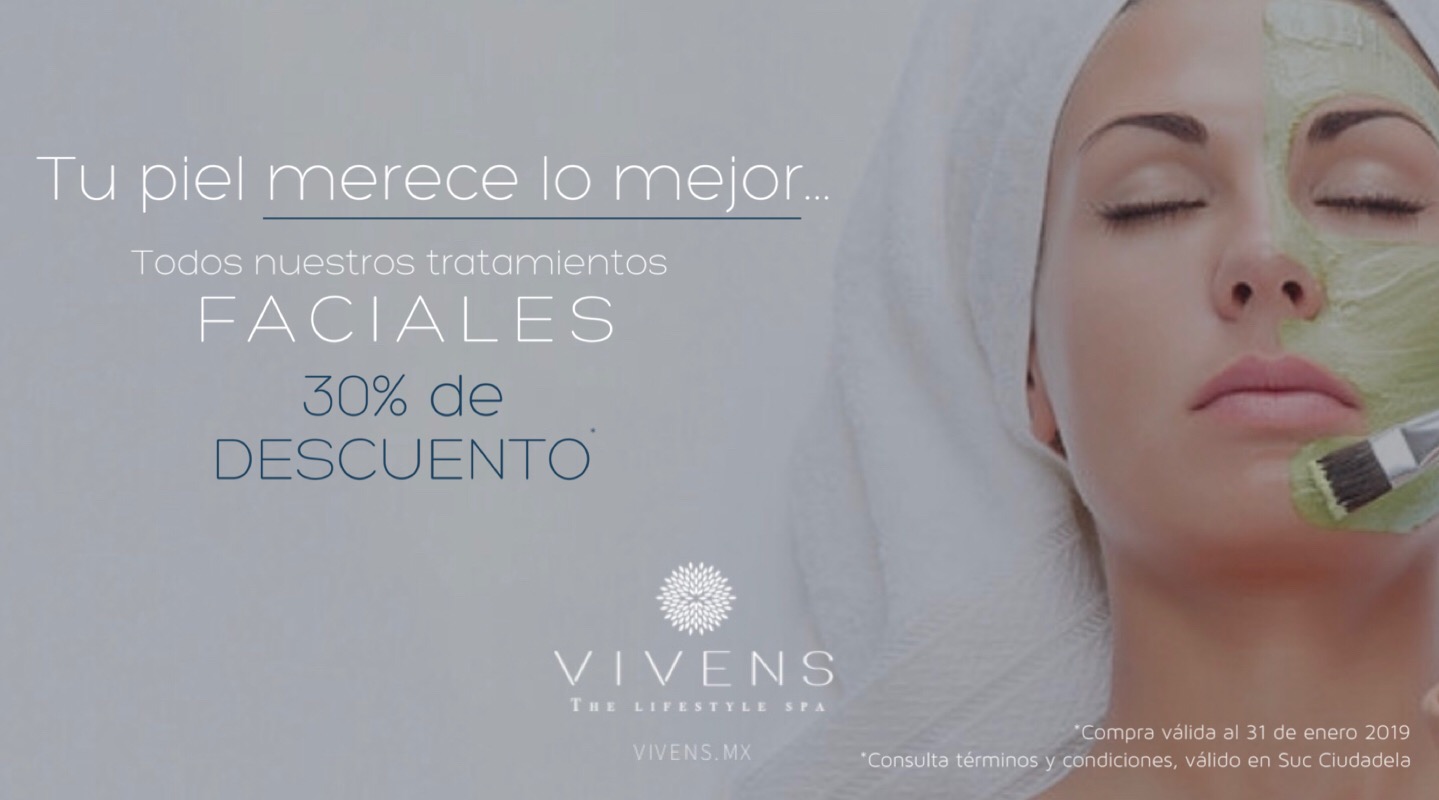 Tu piel merece lo mejor...
Todos nuestros tratamientos
FACIALES
30% de
DESCUENTO*
VIVENS
THE LIFESTYLE SPA
VIVENS.MX
*Compra válida al 31 de enero 2019
*Consulta términos y condiciones, válido en Suc Ciudadela